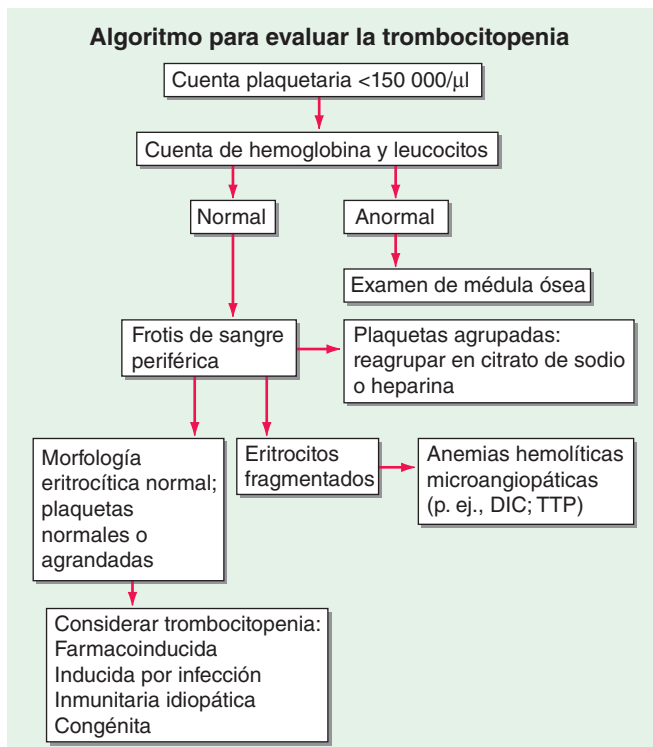 Algoritmo para evaluar la trombocitopenia
Cuenta plaquetaria <150 000/μl
Cuenta de hemoglobina y leucocitos
Normal
Anormal
Examen de médula ósea
Frotis de sangre
periférica
Plaquetas agrupadas:
reagrupar en citrato de sodio
o heparina
Morfología
eritrocítica normal;
plaquetas
normales o
agrandadas
Eritrocitos
fragmentados
Anemias hemolíticas
microangiopáticas
(p. ej., DIC; TTP)
Considerar trombocitopenia:
Farmacoinducida
Inducida por infección
Inmunitaria idiopática
Congénita